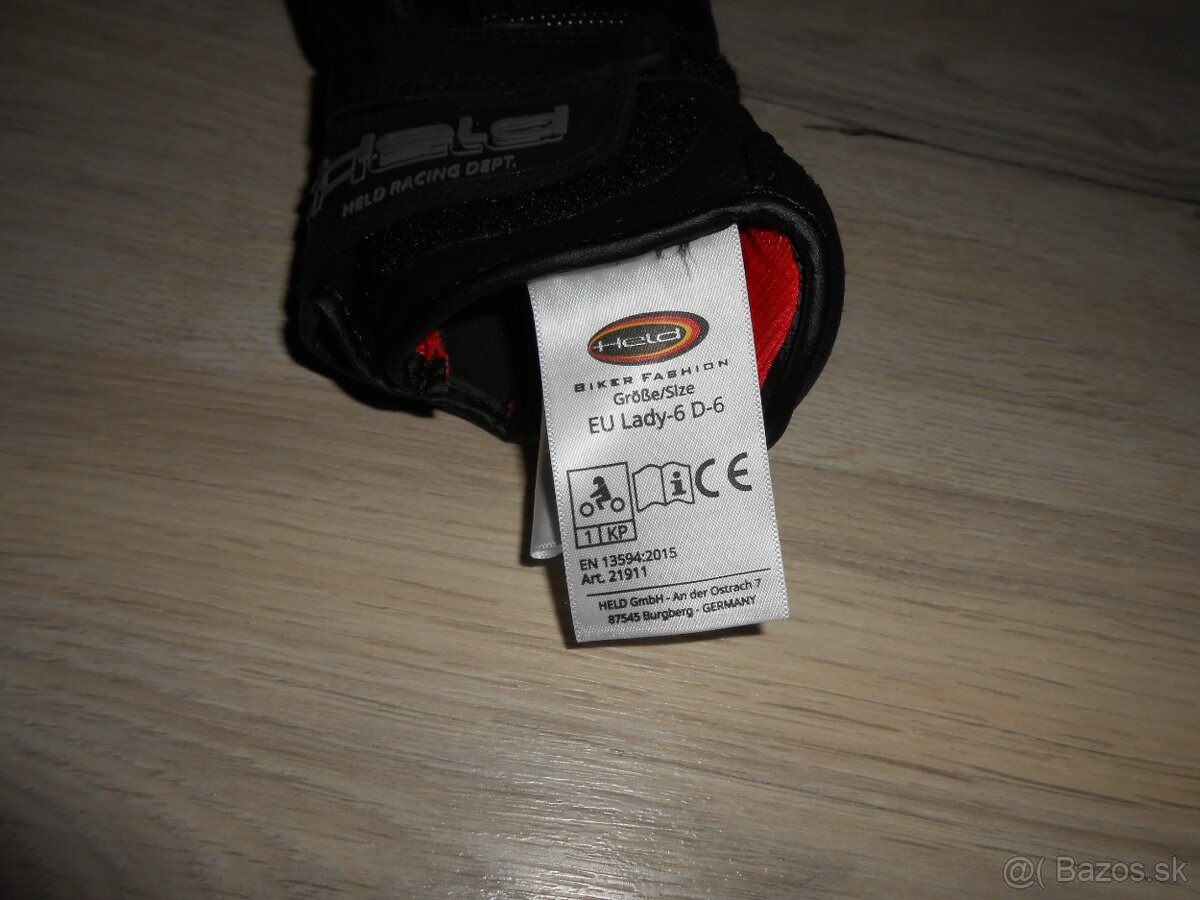 Held
HELD RACING DEPT.
Held
BIKER FASHION
Größe/Size
EU Lady-6 D-6
i CE
1 KP
EN 13594:2015
Art. 21911
HELD GmbH - An der Ostrach 7
87545 Burgberg - GERMANY
@( Bazos.sk